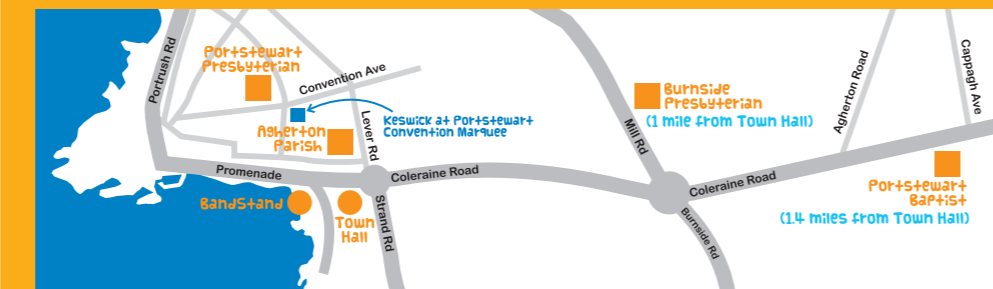 Portrush Rd
Portstewart
Presbyterian
Convention Ave
Keswick at Portstewart
Convention Marquee
Agherton
Parish
Lever Rd
Promenade
Bandstand
Town
Hall
Strand Rd
Coleraine Road
Mill Rd
Burnside
Presbyterian
(1 mile from Town Hall)
Burnside Rd
Coleraine Road
Agherton Road
Cappagh Ave
Portstewart
Baptist
(1.4 miles from Town Hall)